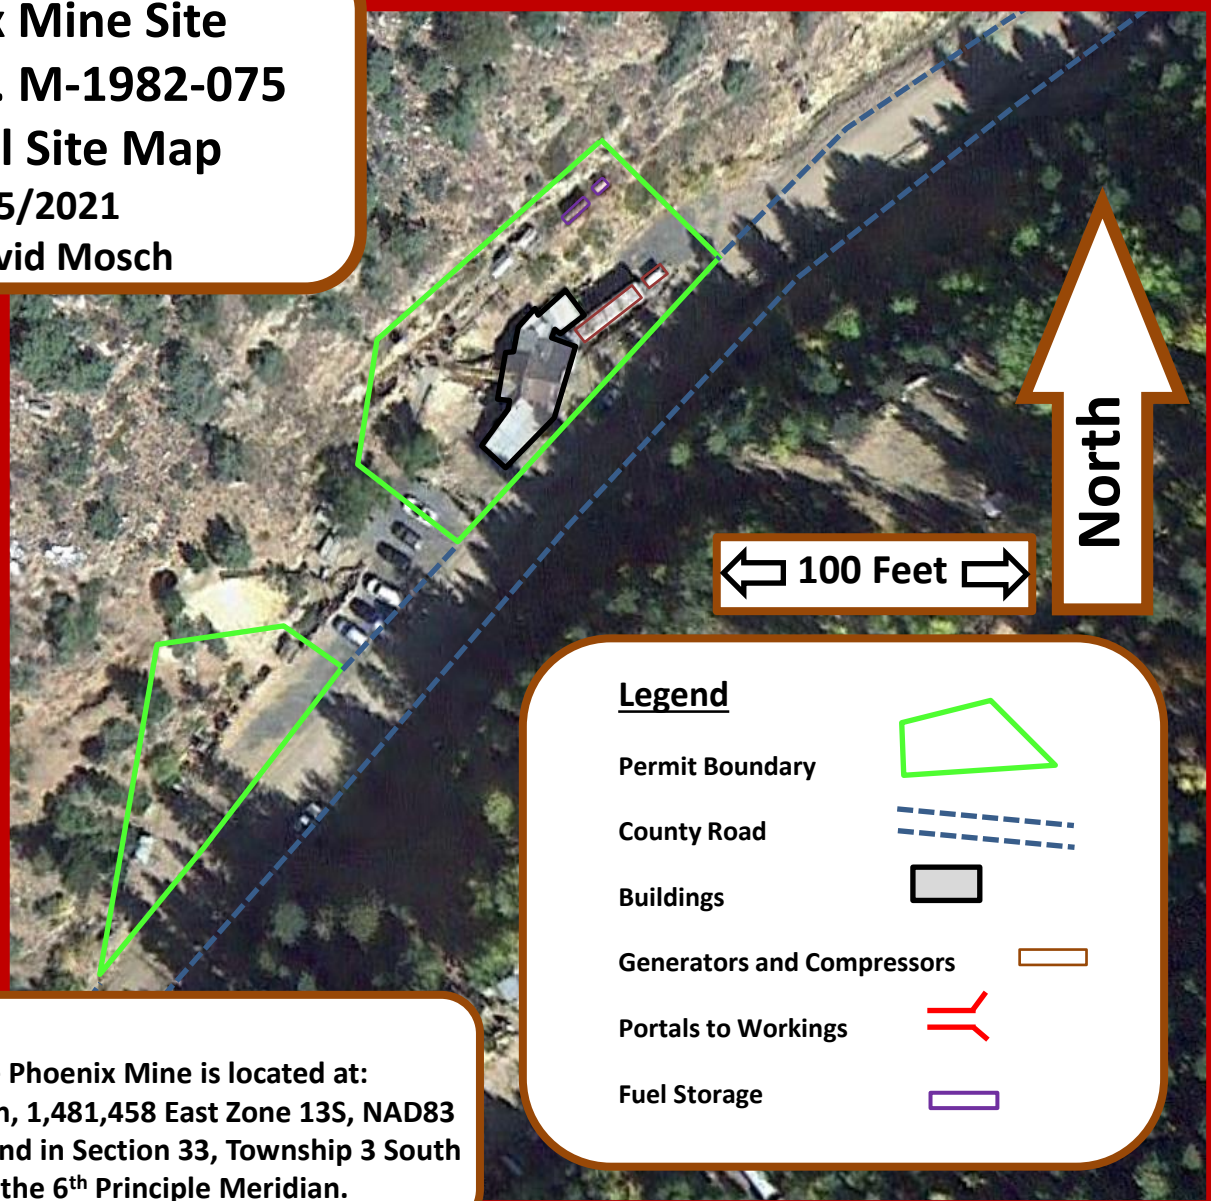 Mine Site
M-1982-075
Site Map
5/2021
Mosch
North
100 Feet
Legend
Permit Boundary
County Road
Buildings
Generators and Compressors
Portals to Workings
Fuel Storage
Phoenix Mine is located at:
1,481,458 East Zone 13S, NAD83
in Section 33, Township 3 South
the 6th Principle Meridian.